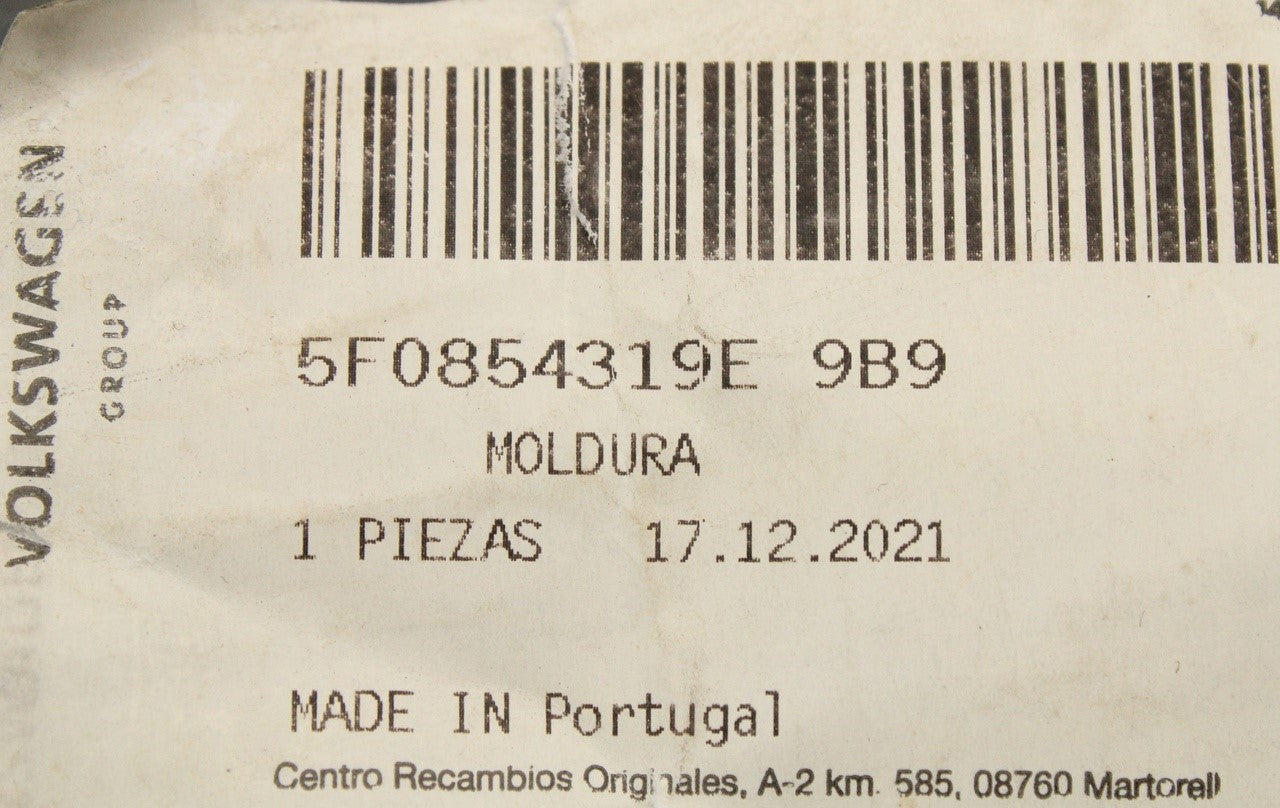 VOLKSWAGEN
GROUP
5F0854319E 9B9
MOLDURA
1 PIEZAS 17.12.2021
MADE IN Portugal
Centro Recambios Originales, A-2 km. 585, 08760 Martorell